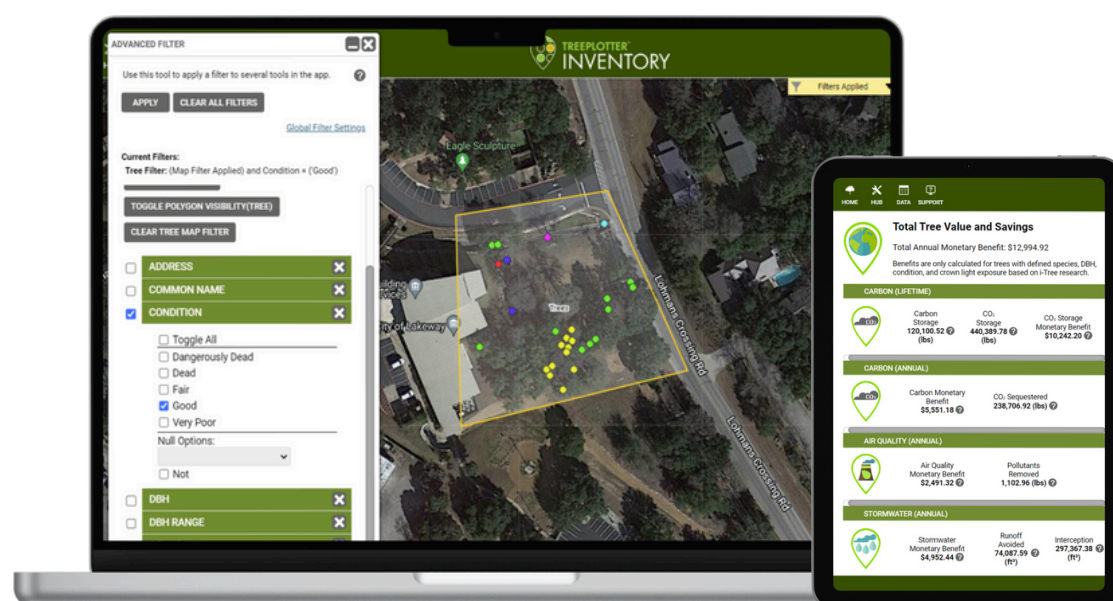 ADVANCED FILTER
Use this tool to apply a filter to several tools in the app.
APPLY
CLEAR ALL FILTERS
Global Filter Settings
Current Filters:
Tree Filter: (Map Filter Applied) and Condition = ('Good')
TOGGLE POLYGON VISIBILITY(TREE)
CLEAR TREE MAP FILTER
ADDRESS
COMMON NAME
CONDITION
Toggle All
Dangerously Dead
Dead
Fair
Good
Very Poor
Null Options:
Not
DBH
DBH RANGE
TREEPLOTTER
INVENTORY
Filters Applied
Eagle Sculpture
Trees
City of Lakeway
Lohmans Crossing Rd
Lohmans Crossing Rd
HOME
HUB
DATA
SUPPORT
Total Tree Value and Savings
Total Annual Monetary Benefit: $12,994.92
Benefits are only calculated for trees with defined species, DBH,
condition, and crown light exposure based on i-Tree research.
CARBON (LIFETIME)
CO₂
Carbon
Storage
120,100.52
(lbs)
CO₂
Storage
440,389.78
(lbs)
CO₂ Storage
Monetary Benefit
$10,242.20
CARBON (ANNUAL)
CO₂
Carbon Monetary
Benefit
$5,551.18
CO₂ Sequestered
238,706.92 (lbs)
AIR QUALITY (ANNUAL)
Air Quality
Monetary Benefit
$2,491.32
Pollutants
Removed
1,102.96 (lbs)
STORMWATER (ANNUAL)
Stormwater
Monetary Benefit
$4,952.44
Runoff
Avoided
74,087.59
(ft³)
Interception
297,367.38
(ft³)